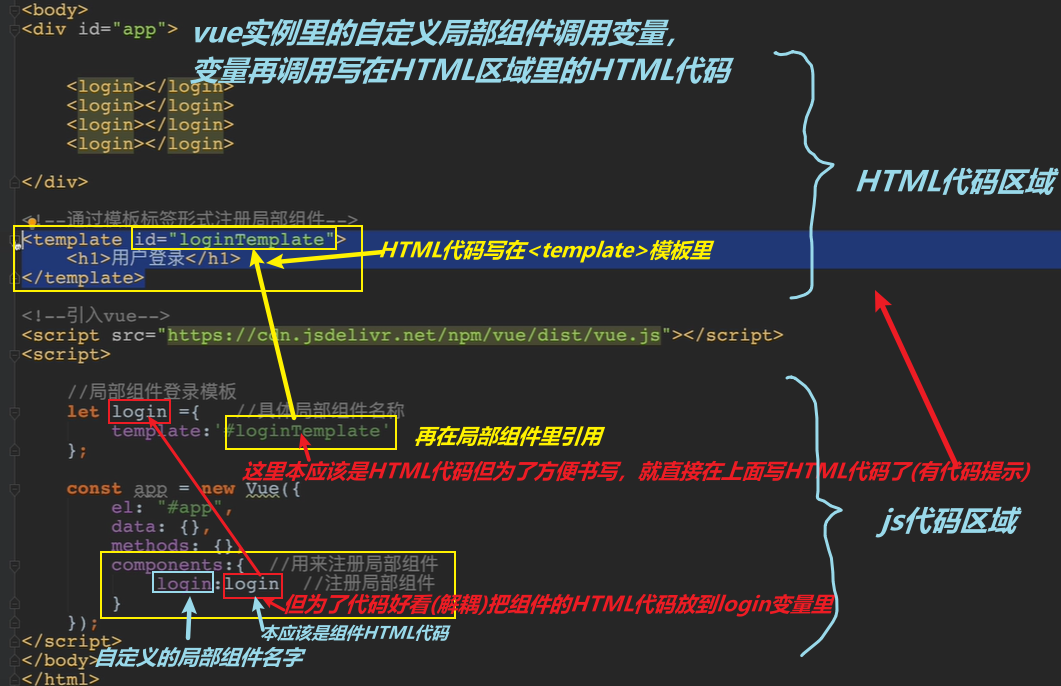 <body>
<div id="app">
vue实例里的自定义局部组件调用变量，
变量再调用写在HTML区域里的HTML代码
<login></login>
<login></login>
<login></login>
<login></login>
HTML代码区域
</div>
<!--通过模板标签形式注册局部组件-->
<template id="loginTemplate">
<h1>用户登录</h1>
HTML代码写在<template>模板里
</template>
<!--引入vue-->
<script src="https://cdn.jsdelivr.net/npm/vue/dist/vue.js"></script>
<script>
//局部组件登录模板
let login ={ //具体局部组件名称
template:'#loginTemplate'
再在局部组件里引用
};
这里本应该是HTML代码但为了方便书写，就直接在上面写HTML代码了(有代码提示)
const app = new Vue({
el: "#app",
js代码区域
data: {},
methods: {}
components:{ //用来注册局部组件
login:login //注册局部组件
}
但为了代码好看(解耦)把组件的HTML代码放到login变量里
});
本应该是组件HTML代码
</script>
</body>
自定义的局部组件名字
</html>